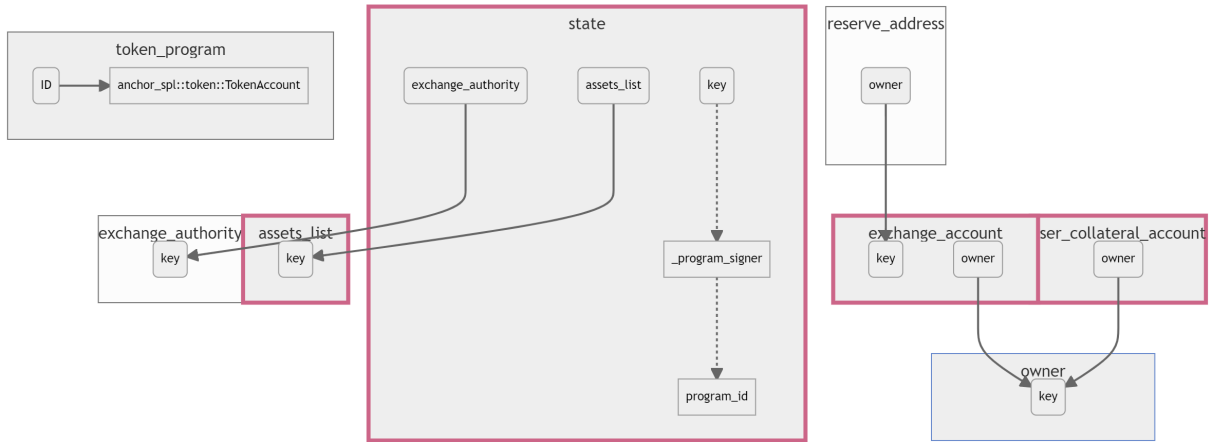 token_program
ID
anchor_spl::token::TokenAccount
state
exchange_authority
assets_list
key
_program_signer
program_id
reserve_address
owner
exchange_authority
key
assets_list
key
exchange_account
key
owner
ser_collateral_account
owner
owner
key